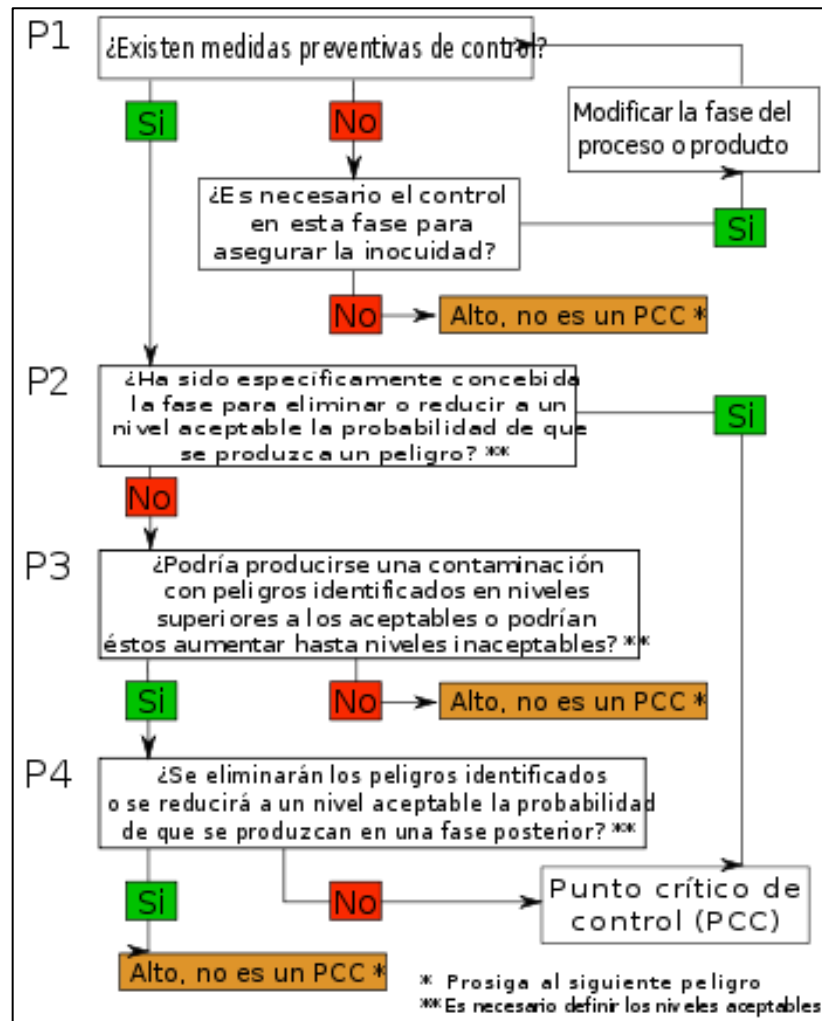 P1
¿Existen medidas preventivas de control?
Si
No
Modificar la fase del
proceso o producto
¿Es necesario el control
en esta fase para
asegurar la inocuidad?
Si
No
Alto, no es un PCC *
P2
¿Ha sido específicamente concebida
la fase para eliminar o reducir a un
nivel aceptable la probabilidad de que
se produzca un peligro? **
Si
No
P3
¿Podría producirse una contaminación
con peligros identificados en niveles
superiores a los aceptables o podrían
éstos aumentar hasta niveles inaceptables? **
Si
No
Alto, no es un PCC *
P4
¿Se eliminarán los peligros identificados
o se reducirá a un nivel aceptable la probabilidad
de que se produzcan en una fase posterior? **
Si
No
Punto crítico de
control (PCC)
Alto, no es un PCC *
* Prosiga al siguiente peligro
** Es necesario definir los niveles aceptables